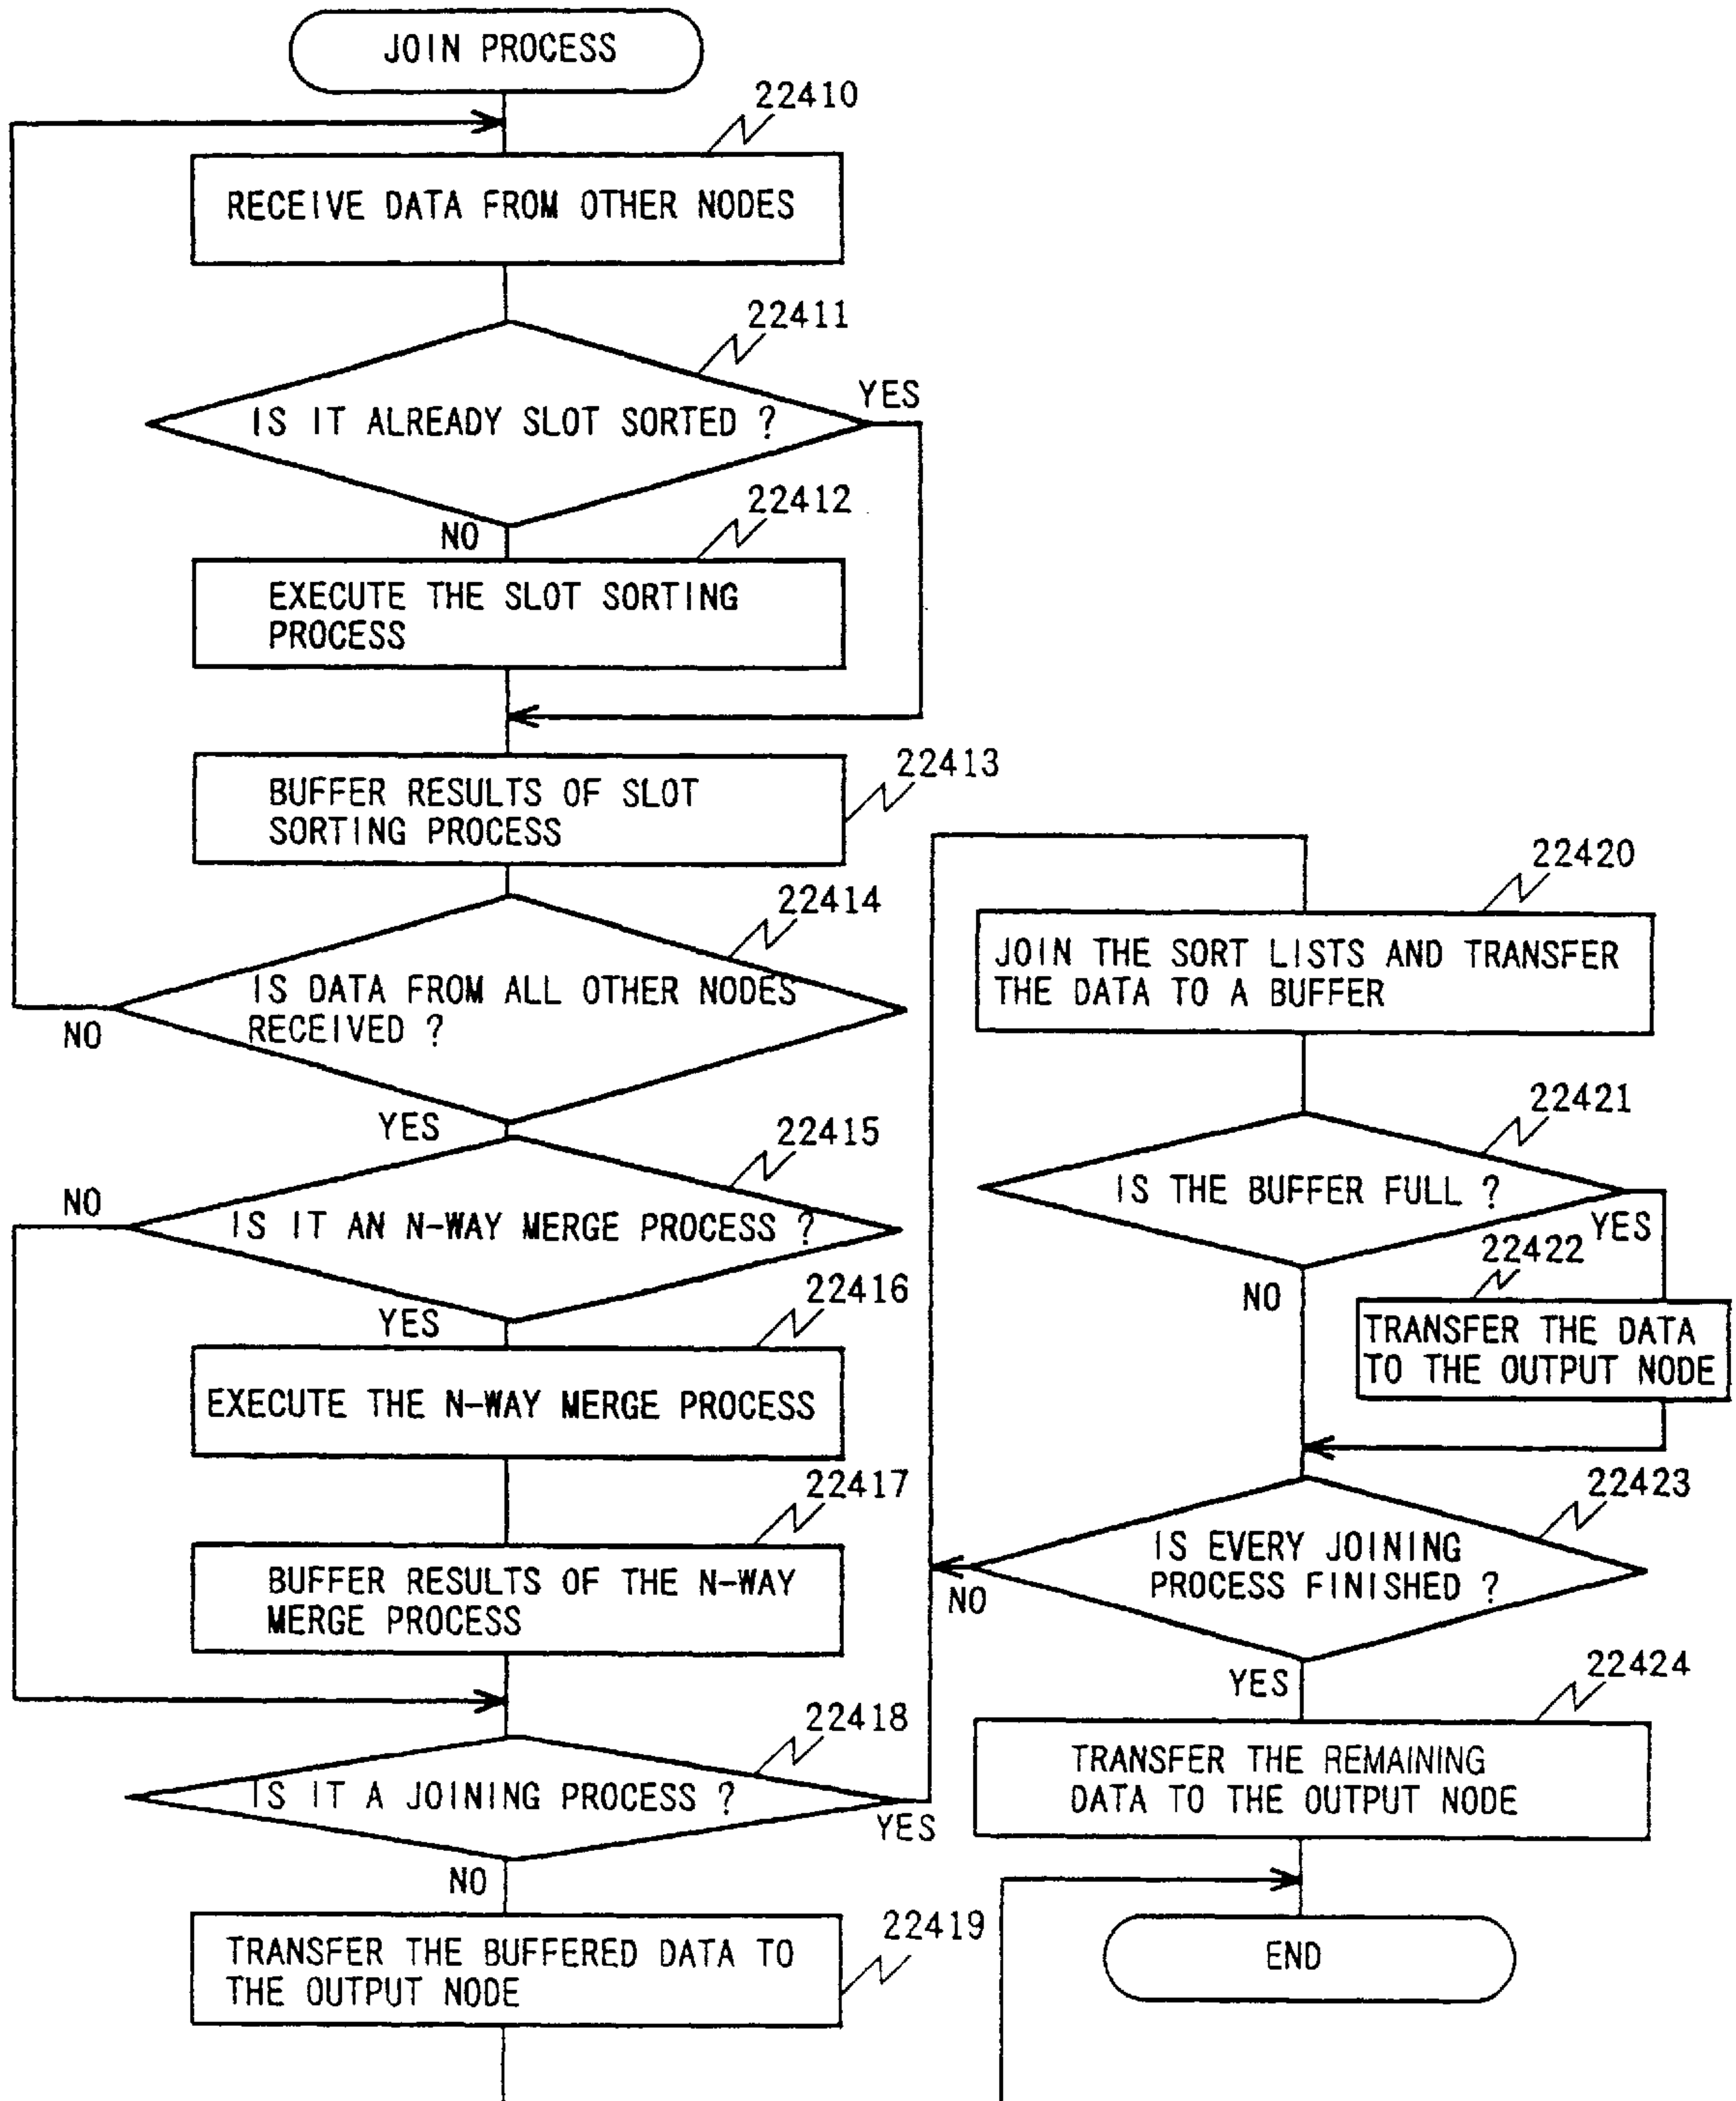 JOIN PROCESS
22410
RECEIVE DATA FROM OTHER NODES
22411
YES
IS IT ALREADY SLOT SORTED ?
22412
NO
EXECUTE THE SLOT SORTING
PROCESS
22413
BUFFER RESULTS OF SLOT
SORTING PROCESS
22414
IS DATA FROM ALL OTHER NODES
RECEIVED ?
NO
YES
22415
NO
IS IT AN N-WAY MERGE PROCESS ?
22416
YES
EXECUTE THE N-WAY MERGE PROCESS
22417
BUFFER RESULTS OF THE N-WAY
MERGE PROCESS
22418
IS IT A JOINING PROCESS ?
YES
NO
22419
TRANSFER THE BUFFERED DATA TO
THE OUTPUT NODE
22420
JOIN THE SORT LISTS AND TRANSFER
THE DATA TO A BUFFER
22421
IS THE BUFFER FULL ?
YES
22422
NO
TRANSFER THE DATA
TO THE OUTPUT NODE
22423
IS EVERY JOINING
PROCESS FINISHED ?
NO
22424
YES
TRANSFER THE REMAINING
DATA TO THE OUTPUT NODE
END